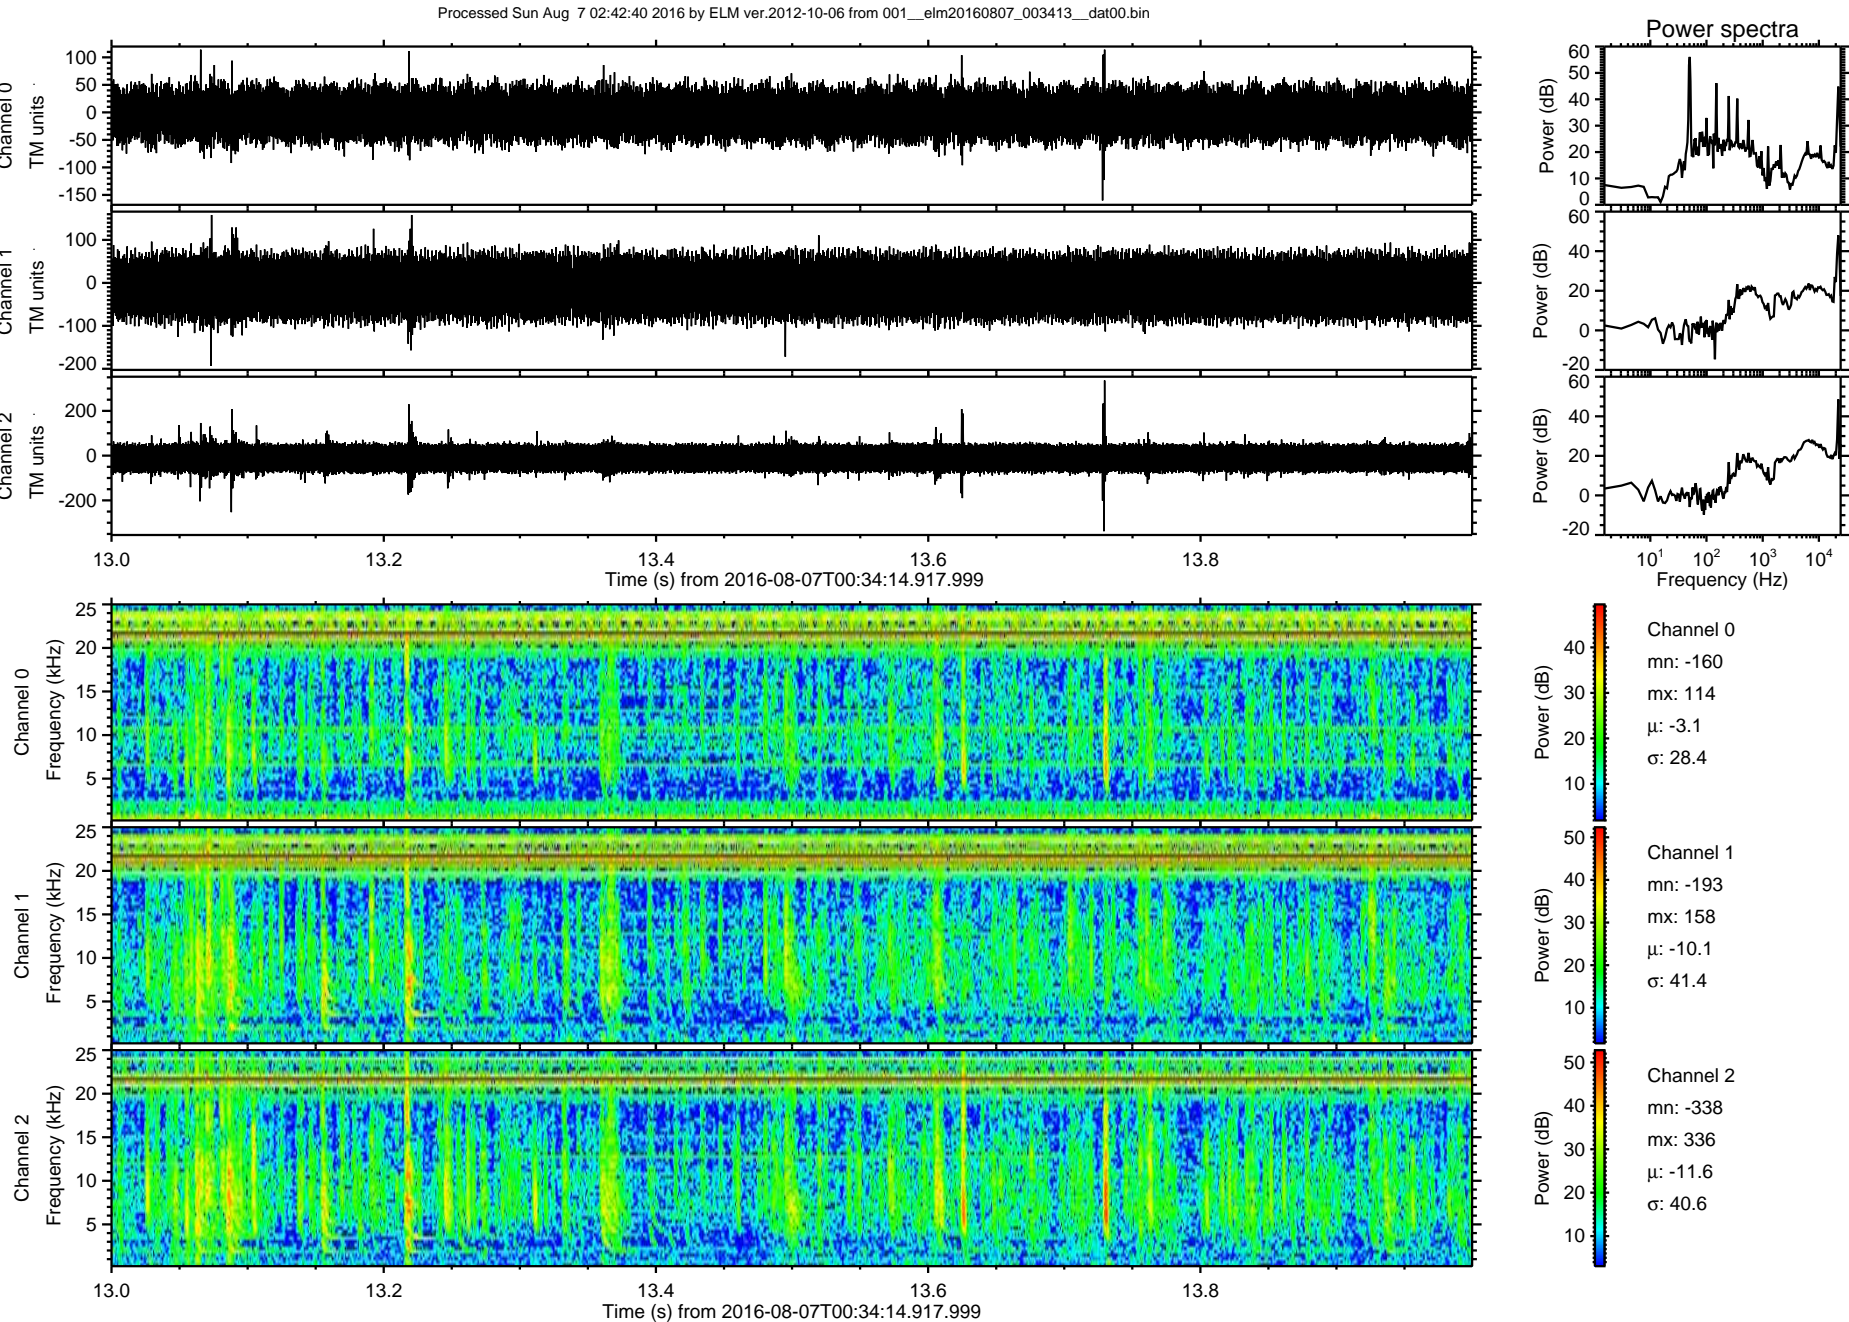 Processed Sun Aug  7 02:42:40 2016 by ELM ver.2012-10-06 from 001__elm20160807_003413__dat00.bin
Power spectra
Channel 0
TM units
100
50
0
-50
-100
-150
Power (dB)
60
50
40
30
20
10
0
Channel 1
TM units
100
0
-100
-200
Power (dB)
60
40
20
0
-20
Channel 2
TM units
200
0
-200
Power (dB)
60
40
20
0
-20
13.0 13.2 13.4 13.6 13.8
Time (s) from 2016-08-07T00:34:14.917.999
10^1 10^2 10^3 10^4
Frequency (Hz)
Channel 0
Frequency (kHz)
25
20
15
10
5
Power (dB)
40
30
20
10
Channel 0
mn: -160
mx: 114
μ: -3.1
σ: 28.4
Channel 1
Frequency (kHz)
25
20
15
10
5
Power (dB)
50
40
30
20
10
Channel 1
mn: -193
mx: 158
μ: -10.1
σ: 41.4
Channel 2
Frequency (kHz)
25
20
15
10
5
Power (dB)
50
40
30
20
10
Channel 2
mn: -338
mx: 336
μ: -11.6
σ: 40.6
13.0 13.2 13.4 13.6 13.8
Time (s) from 2016-08-07T00:34:14.917.999